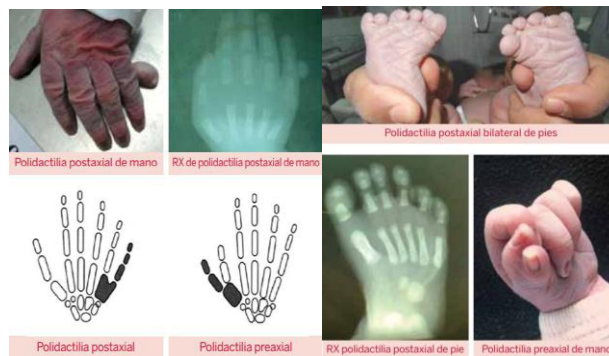 Polidactilia postaxial de mano
RX de polidactilia postaxial de mano
Polidactilia postaxial bilateral de pies
Polidactilia postaxial
Polidactilia preaxial
RX polidactilia postaxial de pie
Polidactilia preaxial de mano